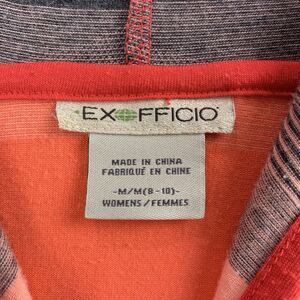 EXOFFICIO
MADE IN CHINA
FABRIQUÉ EN CHINE
-M/M(8-10)-
WOMENS/FEMMES